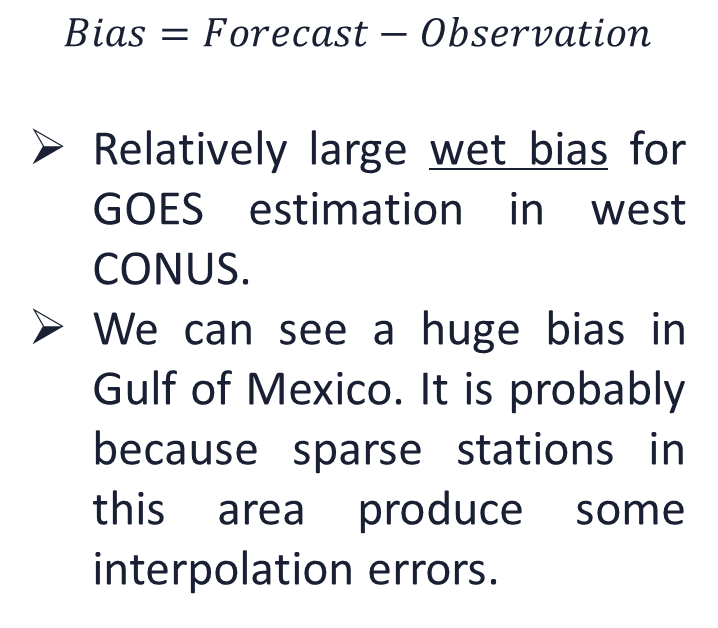 Bias = Forecast − Observation
➢ Relatively large wet bias for
GOES estimation in west
CONUS.
➢ We can see a huge bias in
Gulf of Mexico. It is probably
because sparse stations in
this area produce some
interpolation errors.